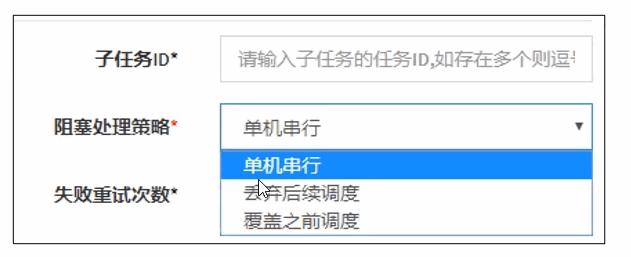 子任务ID*
请输入子任务的任务ID,如存在多个则逗
阻塞处理策略*
单机串行
单机串行
失败重试次数*
丢弃后续调度
覆盖之前调度